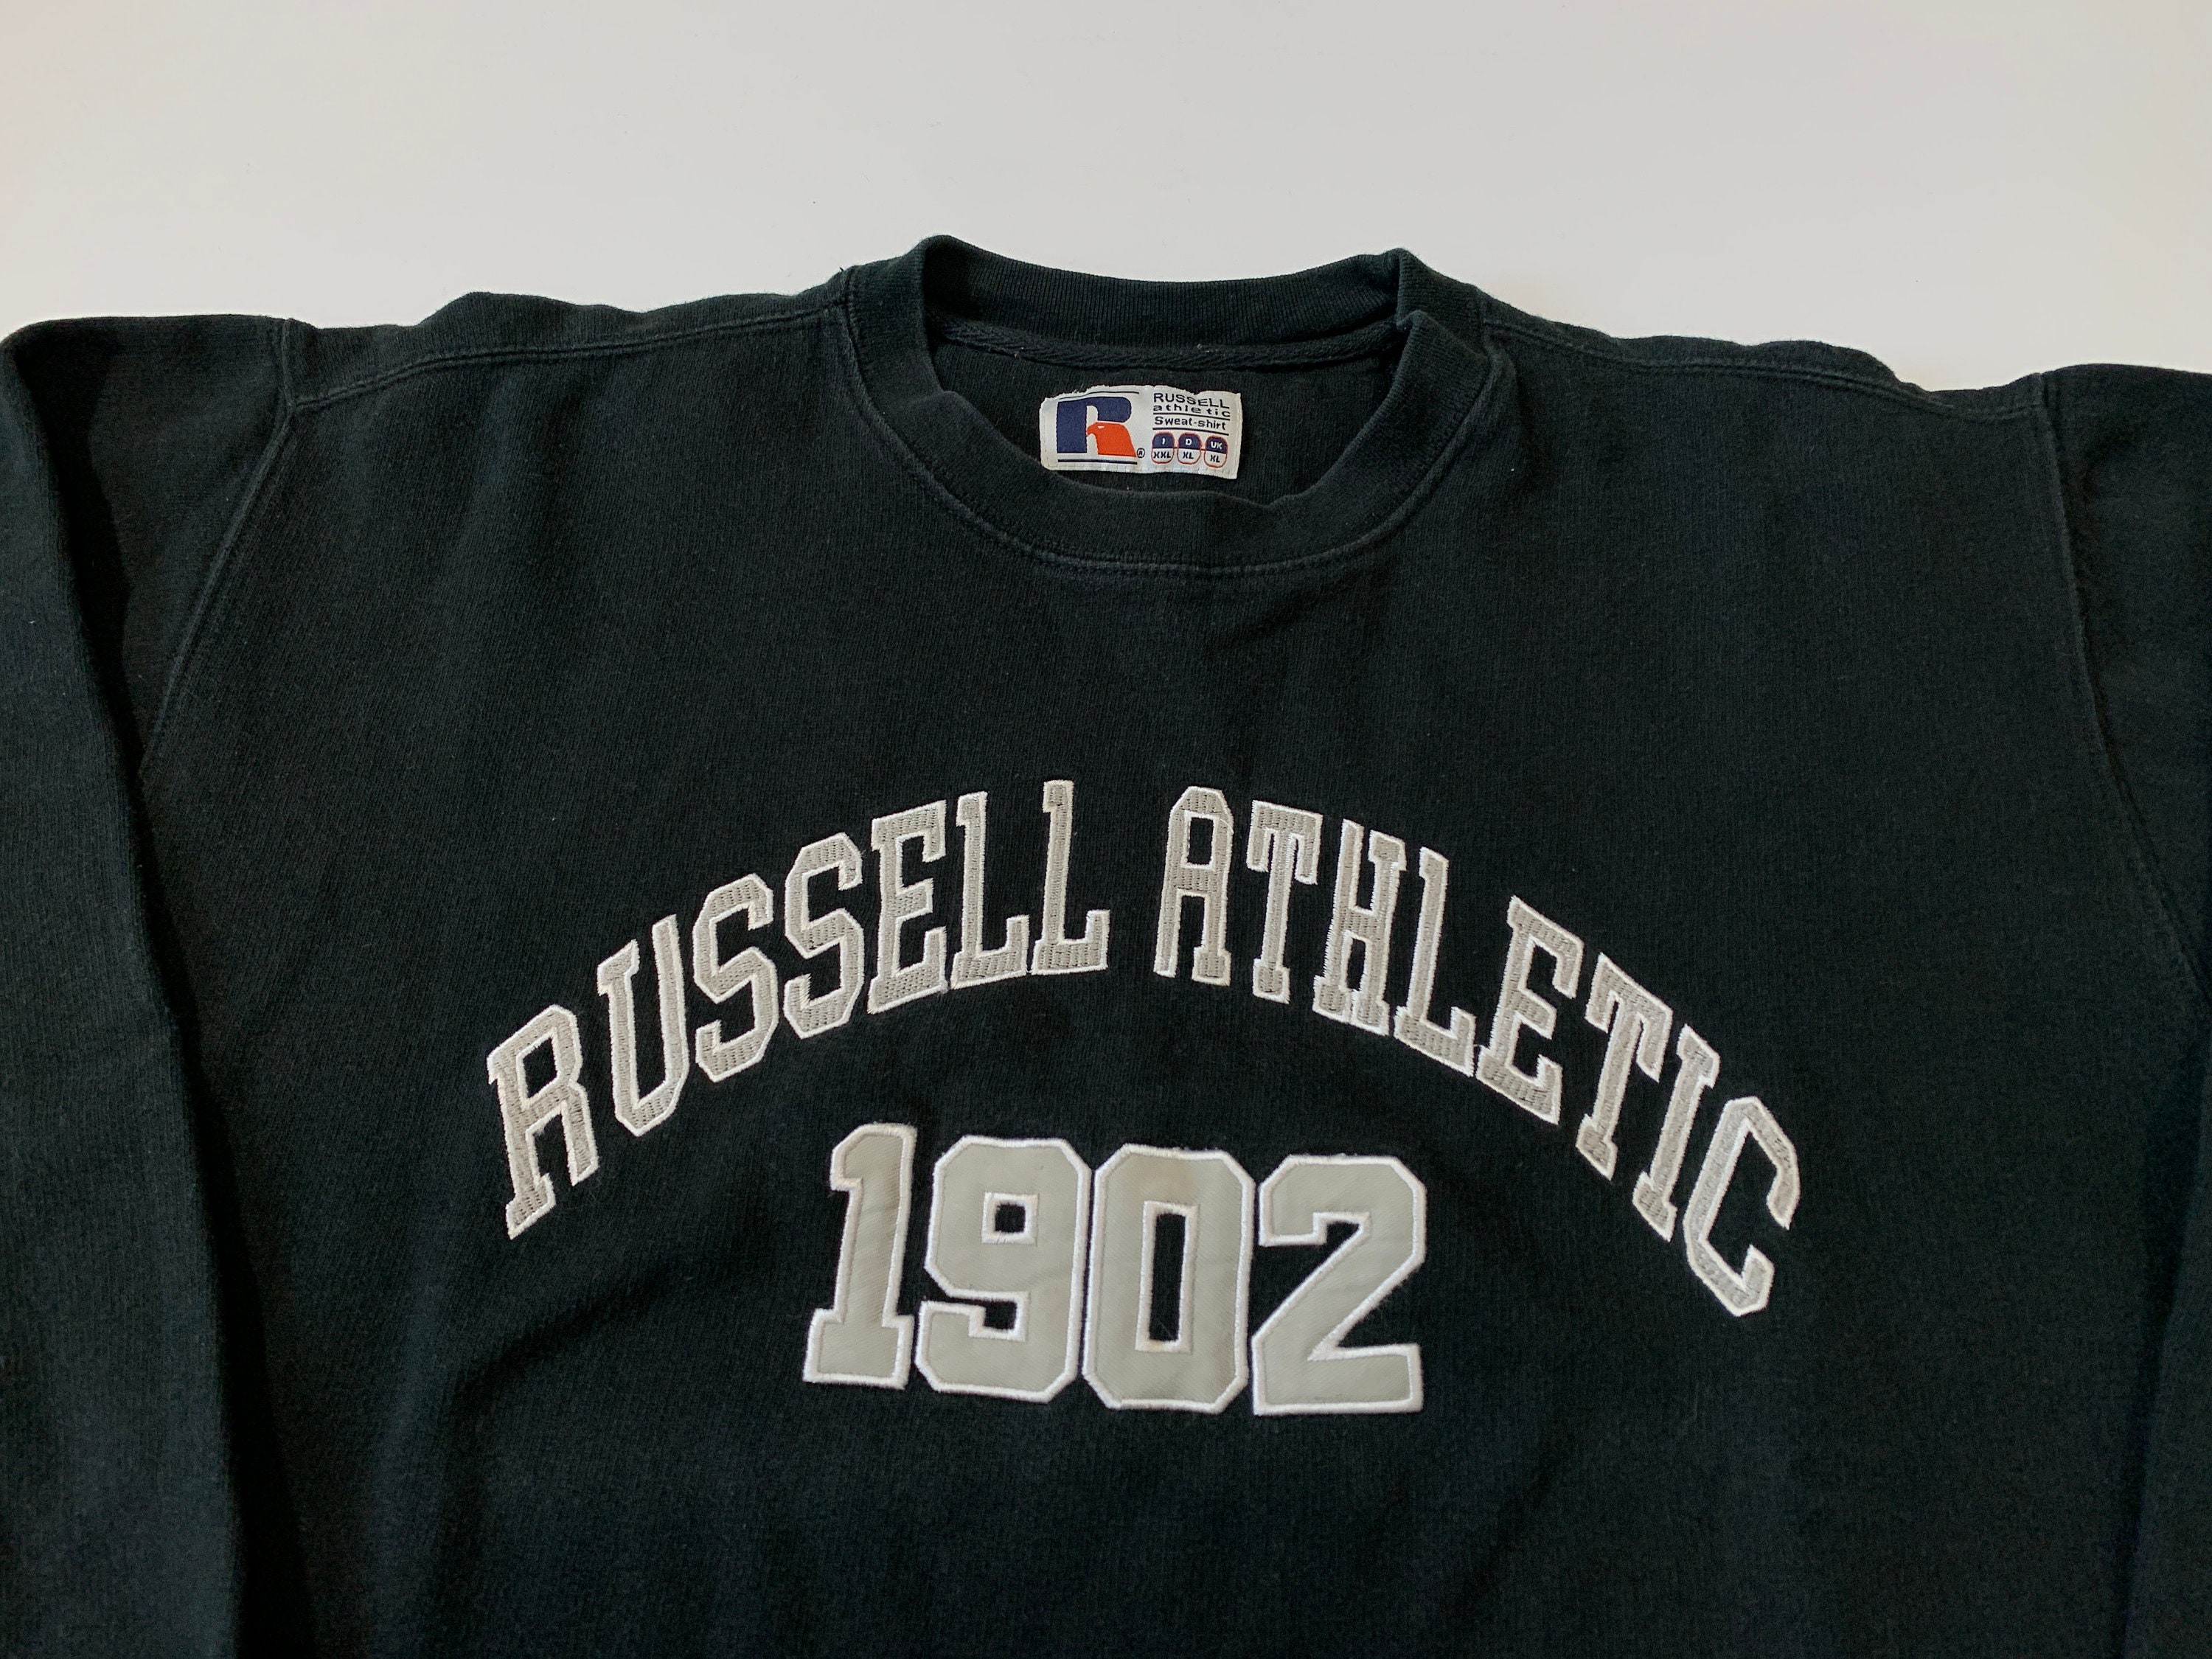 R®
RUSSELL
athletic
Sweat-shirt
I D UK
XXL XL XL
RUSSELL ATHLETIC
1902